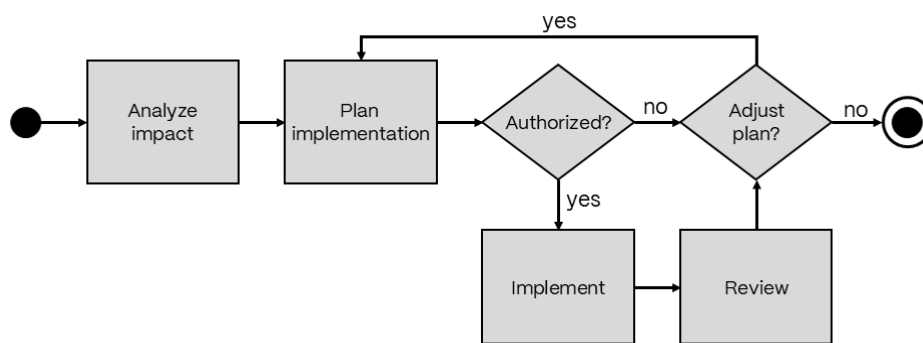 yes
Analyze
impact
Plan
implementation
Authorized?
no
Adjust
plan?
no
yes
Implement
Review